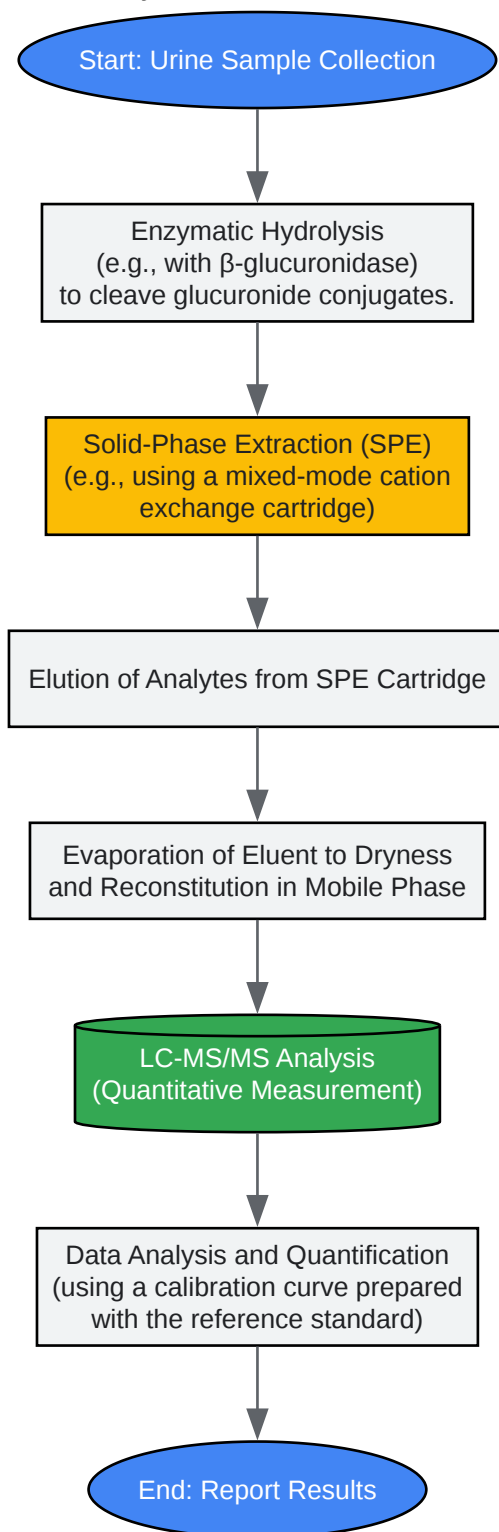 Start: Urine Sample Collection
Enzymatic Hydrolysis
(e.g., with β-glucuronidase)
to cleave glucuronide conjugates.
Solid-Phase Extraction (SPE)
(e.g., using a mixed-mode cation
exchange cartridge)
Elution of Analytes from SPE Cartridge
Evaporation of Eluent to Dryness
and Reconstitution in Mobile Phase
LC-MS/MS Analysis
(Quantitative Measurement)
Data Analysis and Quantification
(using a calibration curve prepared
with the reference standard)
End: Report Results